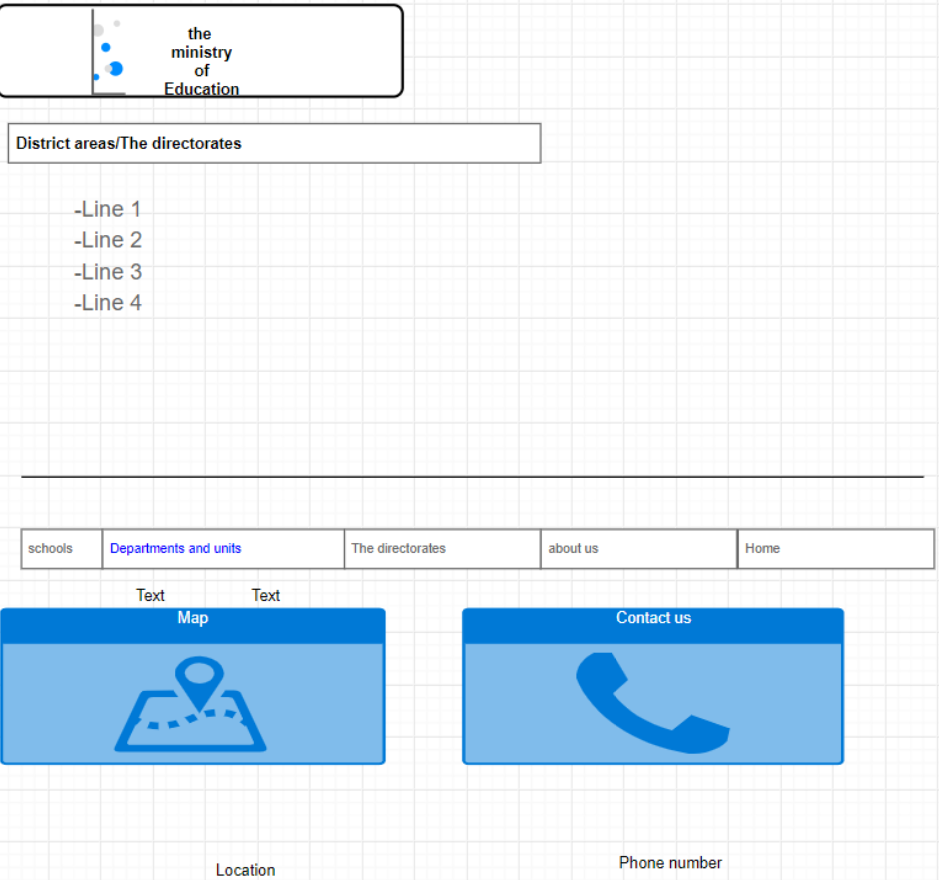 the
ministry
of
Education
District areas/The directorates
-Line 1
-Line 2
-Line 3
-Line 4
schools
Departments and units
The directorates
about us
Home
Text
Text
Map
Contact us
Location
Phone number